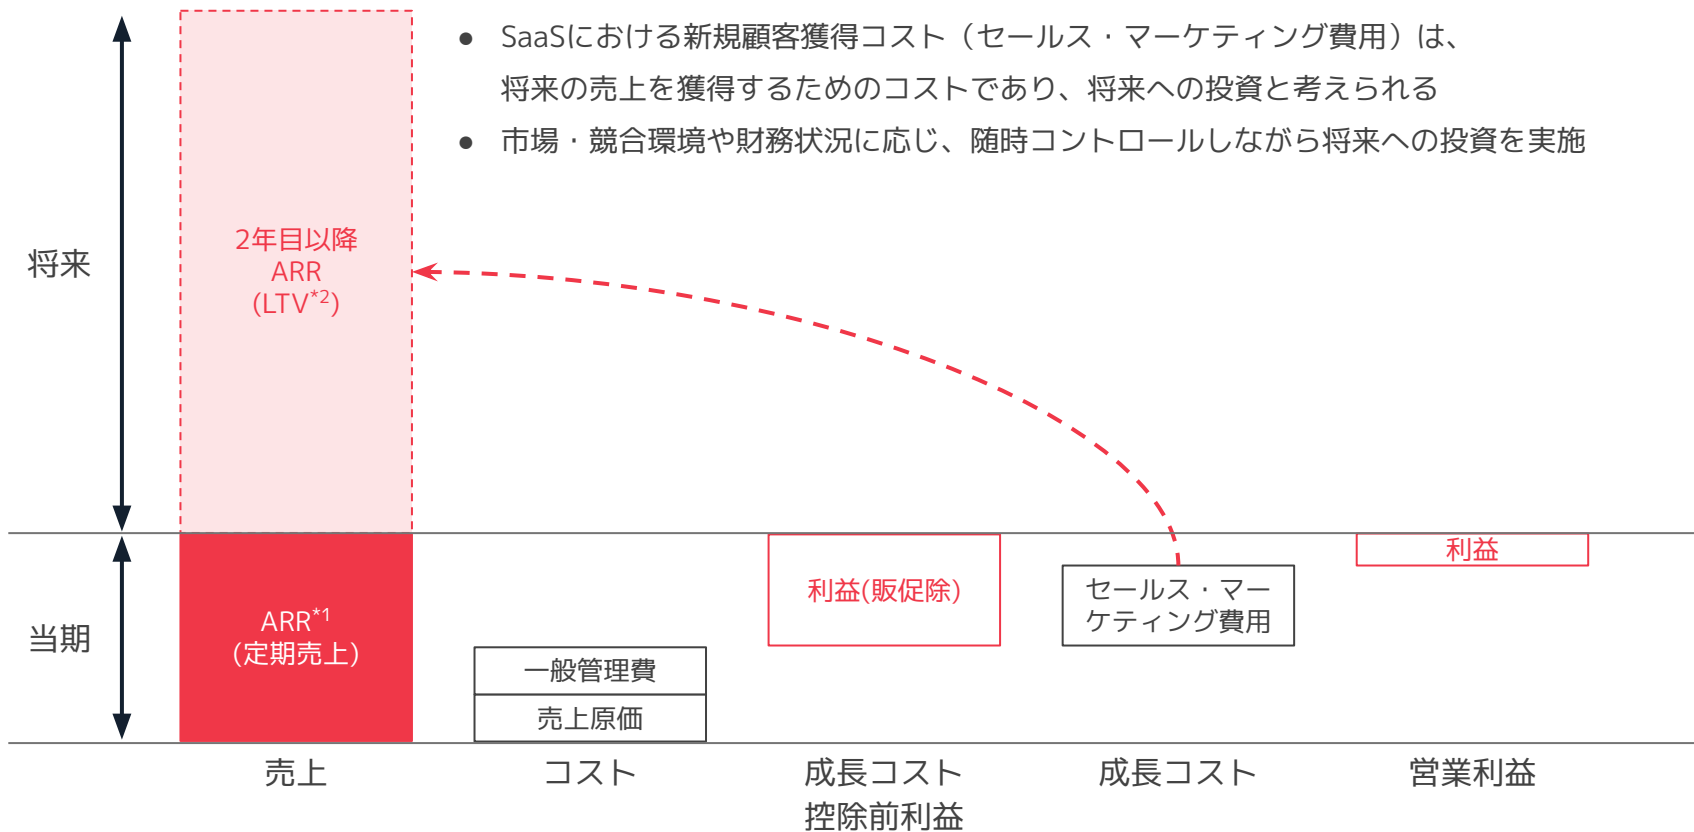 ● SaaSにおける新規顧客獲得コスト（セールス・マーケティング費用）は、
将来の売上を獲得するためのコストであり、将来への投資と考えられる
● 市場・競合環境や財務状況に応じ、随時コントロールしながら将来への投資を実施
将来
2年目以降
ARR
(LTV*2)
当期
ARR*1
(定期売上)
一般管理費
売上原価
利益(販促除)
セールス・マー
ケティング費用
利益
売上
コスト
成長コスト
控除前利益
成長コスト
営業利益